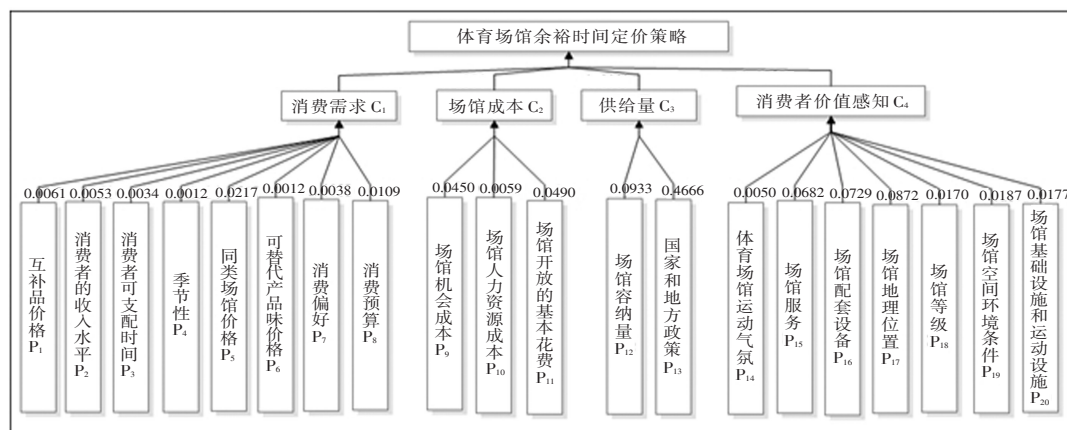 体育场馆余裕时间定价策略
消费需求 C₁
场馆成本 C₂
供给量 C₃
消费者价值感知 C₄
0.0061
0.0053
0.0034
0.0012
0.0217
0.0012
0.0038
0.0109
0.0450
0.0059
0.0490
0.0933
0.4666
0.0050
0.0682
0.0729
0.0872
0.0170
0.0187
0.0177
互补品价格 P₁
消费者的收入水平 P₂
消费者可支配时间 P₃
季节性 P₄
同类场馆价格 P₅
可替代产品味价格 P₆
消费偏好 P₇
消费预算 P₈
场馆机会成本 P₉
场馆人力资源成本 P₁₀
场馆开放的基本花费 P₁₁
场馆容纳量 P₁₂
国家和地方政策 P₁₃
体育场馆运动气氛 P₁₄
场馆服务 P₁₅
场馆配套设备 P₁₆
场馆地理位置 P₁₇
场馆等级 P₁₈
场馆空间环境条件 P₁₉
场馆基础设施和运动设施 P₂₀